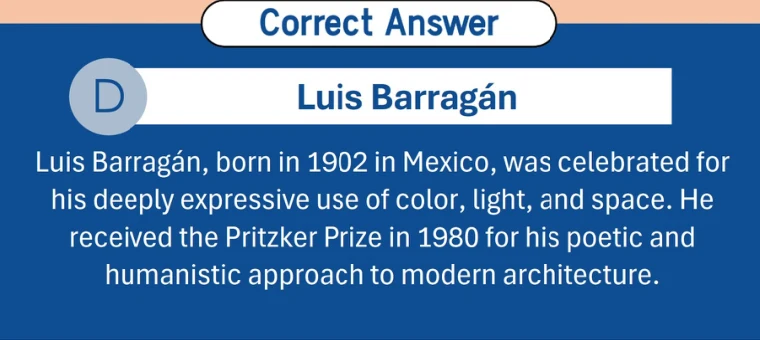 Correct Answer
D
Luis Barragán
Luis Barragán, born in 1902 in Mexico, was celebrated for
his deeply expressive use of color, light, and space. He
received the Pritzker Prize in 1980 for his poetic and
humanistic approach to modern architecture.